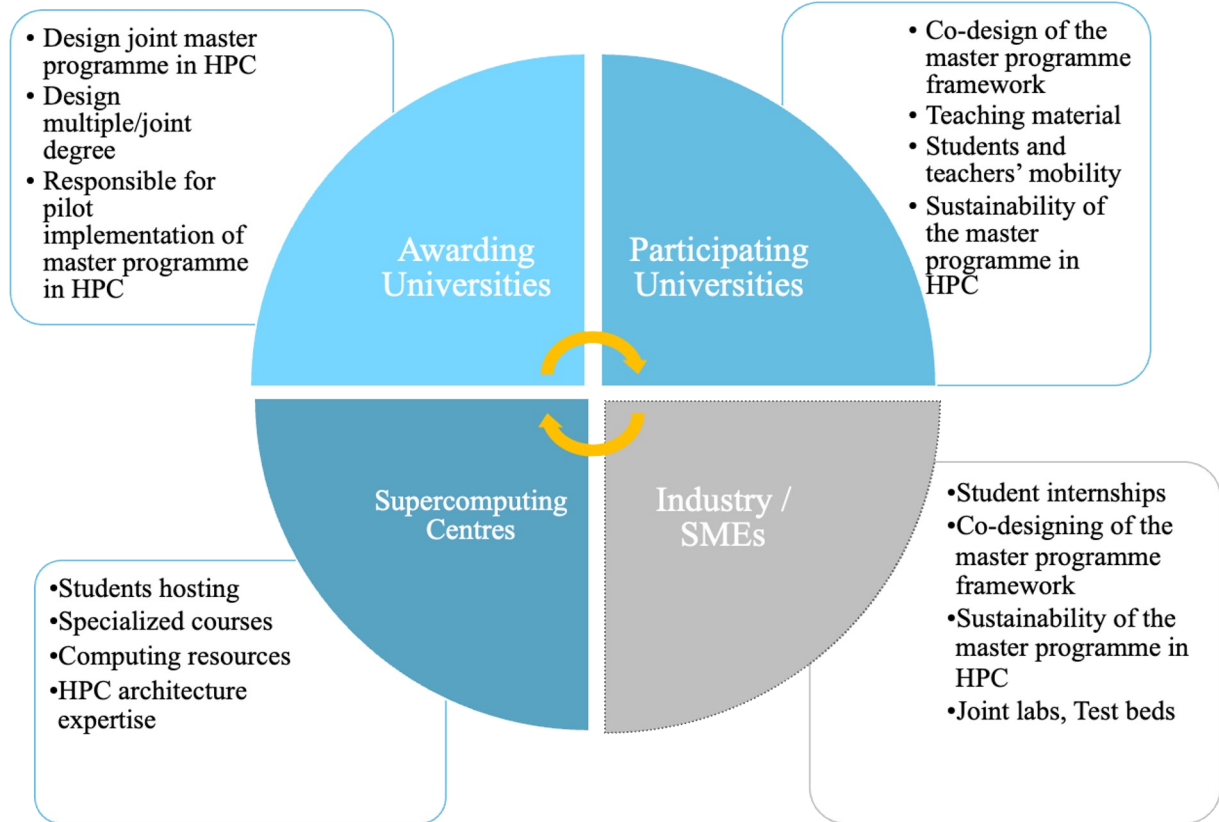 • Design joint master
programme in HPC
• Design
multiple/joint
degree
• Responsible for
pilot
implementation of
master programme
in HPC
• Co-design of the
master programme
framework
• Teaching material
• Students and
teachers’ mobility
• Sustainability of
the master
programme in
HPC
Awarding
Universities
Participating
Universities
Supercomputing
Centres
Industry /
SMEs
•Students hosting
•Specialized courses
•Computing resources
•HPC architecture
expertise
•Student internships
•Co-designing of the
master programme
framework
•Sustainability of the
master programme in
HPC
•Joint labs, Test beds